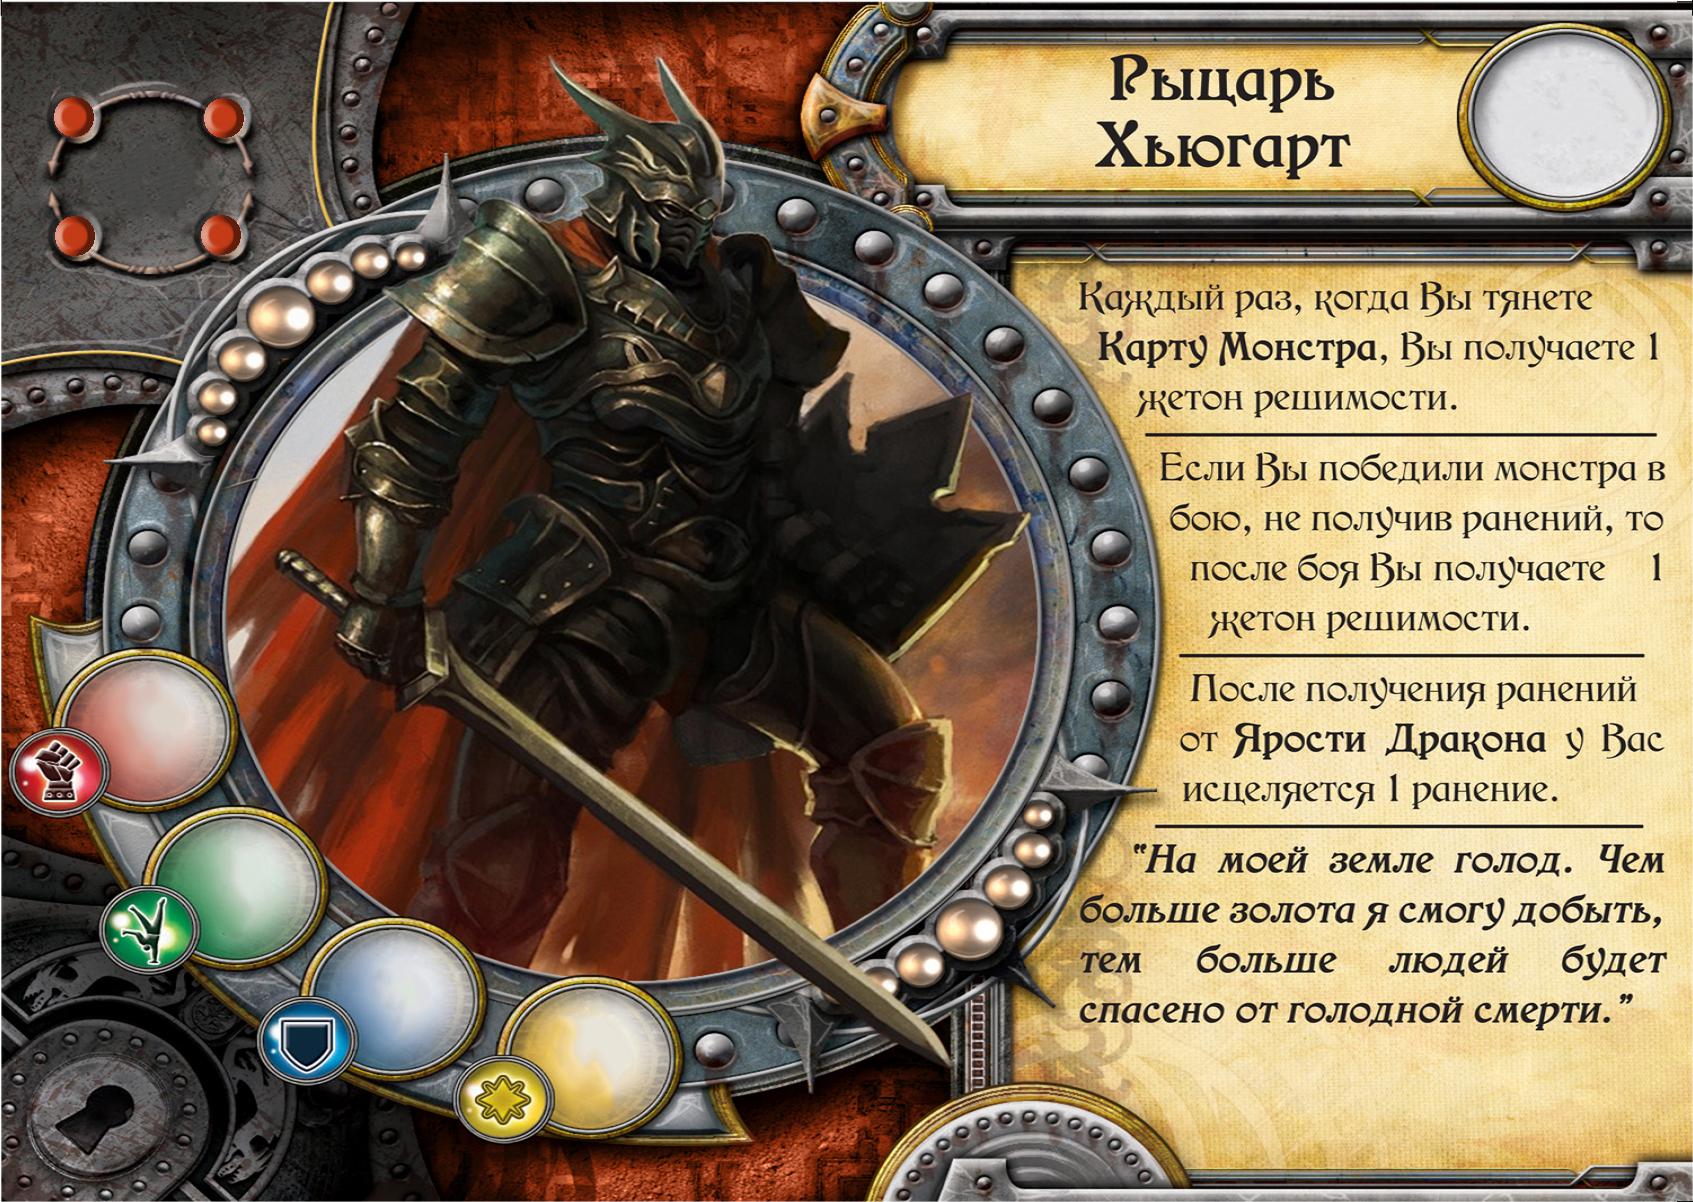 Рыцарь
Хьюгарт
Каждый раз, когда Вы тянете
Карту Монстра, Вы получаете 1
жетон решимости.
Если Вы победили монстра в
бою, не получив ранений, то
после боя Вы получаете 1
жетон решимости.
После получения ранений
от Ярости Дракона у Вас
исцеляется 1 ранение.
"На моей земле голод. Чем
больше золота я смогу добыть,
тем больше людей будет
спасено от голодной смерти."